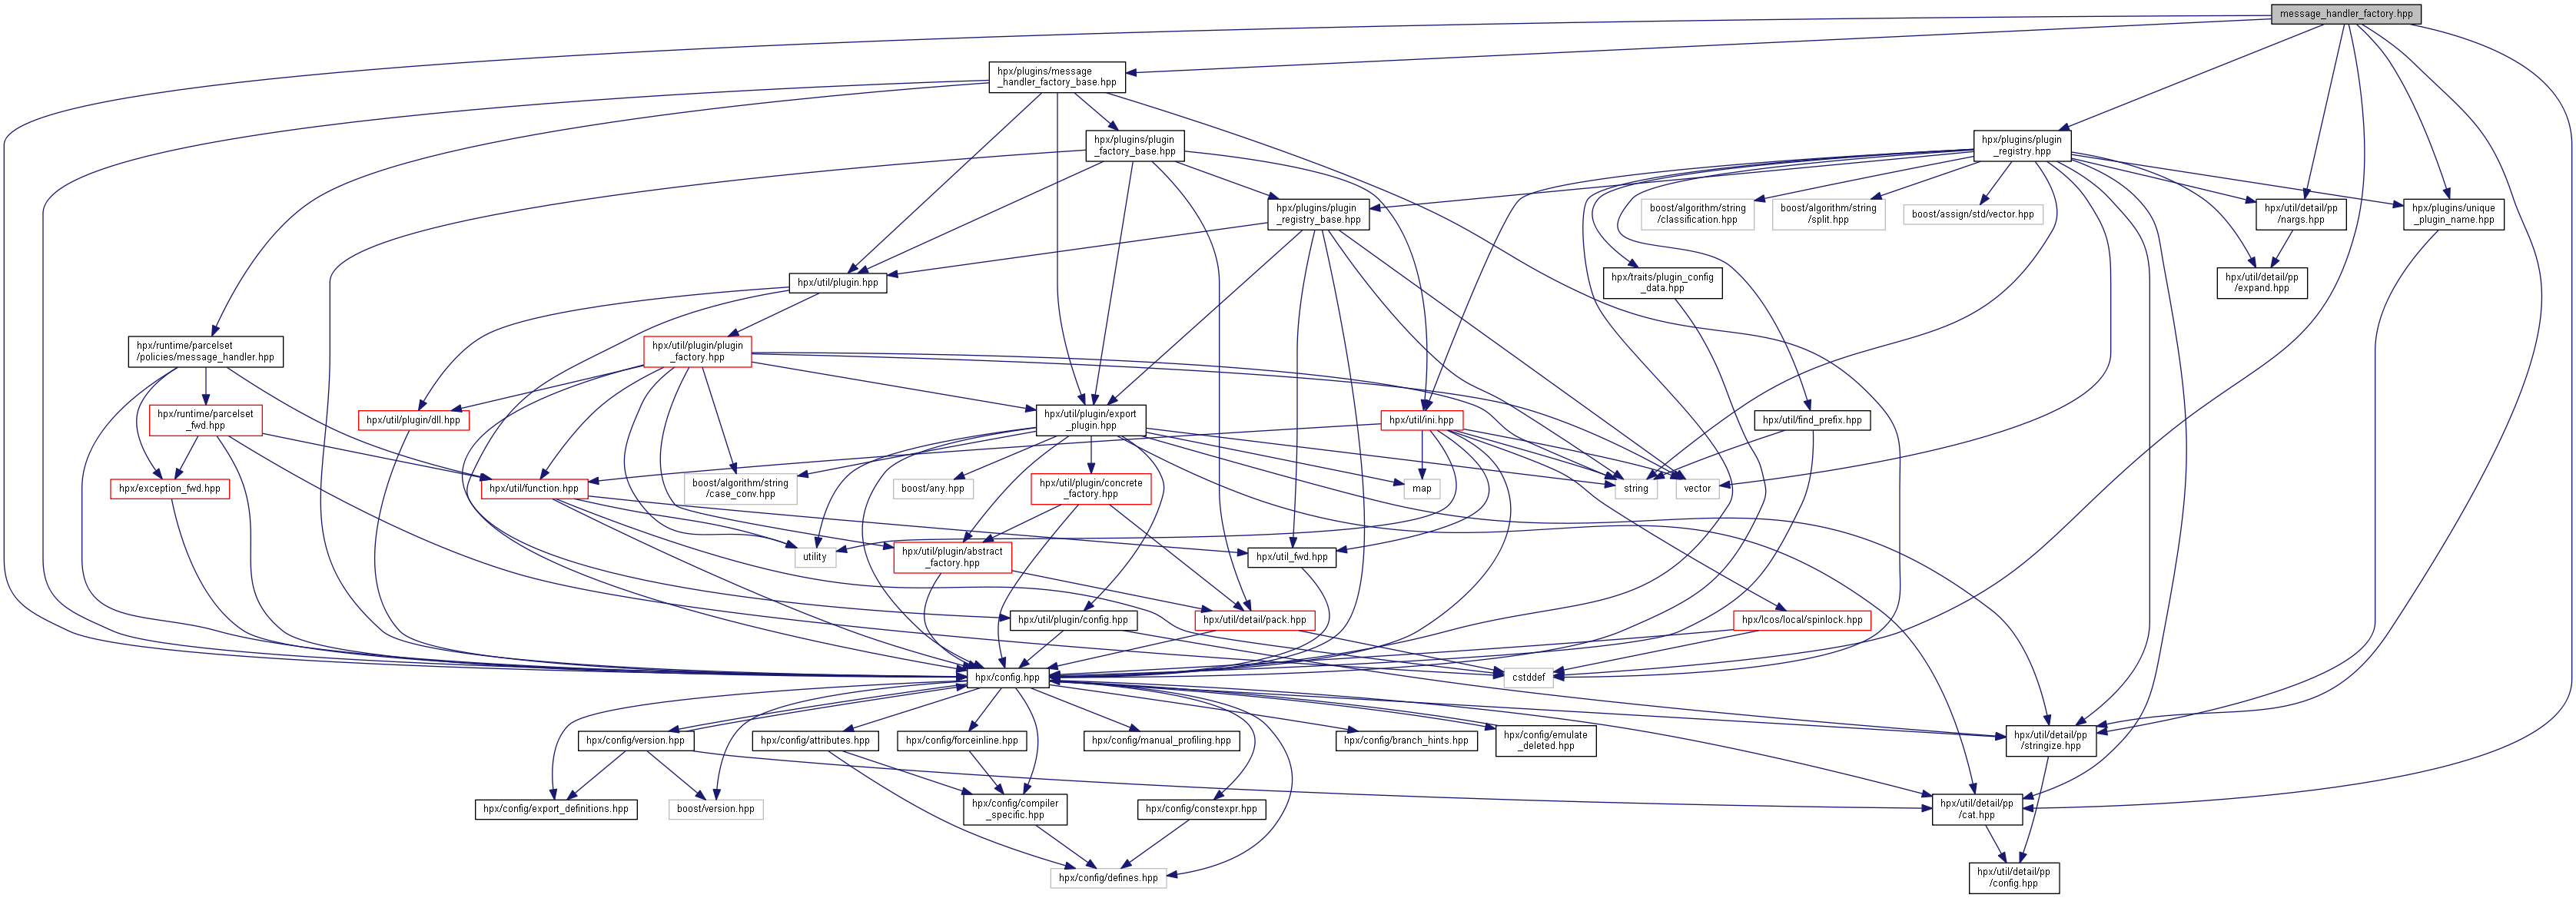 message_handler_factory.hpp
hpx/plugins/message
_handler_factory_base.hpp
hpx/plugins/plugin
_factory_base.hpp
hpx/plugins/plugin
_registry.hpp
hpx/plugins/plugin
_registry_base.hpp
boost/algorithm/string
/classification.hpp
boost/algorithm/string
/split.hpp
boost/assign/std/vector.hpp
hpx/util/detail/pp
/nargs.hpp
hpx/plugins/unique
_plugin_name.hpp
hpx/util/plugin.hpp
hpx/traits/plugin_config
_data.hpp
hpx/util/detail/pp
/expand.hpp
hpx/runtime/parcelset
/policies/message_handler.hpp
hpx/util/plugin/plugin
_factory.hpp
hpx/runtime/parcelset
_fwd.hpp
hpx/util/plugin/dll.hpp
hpx/util/plugin/export
_plugin.hpp
hpx/util/ini.hpp
hpx/util/find_prefix.hpp
hpx/exception_fwd.hpp
hpx/util/function.hpp
boost/algorithm/string
/case_conv.hpp
boost/any.hpp
hpx/util/plugin/concrete
_factory.hpp
map
string
vector
utility
hpx/util/plugin/abstract
_factory.hpp
hpx/util_fwd.hpp
hpx/util/plugin/config.hpp
hpx/util/detail/pack.hpp
hpx/lcos/local/spinlock.hpp
hpx/config.hpp
cstddef
hpx/config/version.hpp
hpx/config/attributes.hpp
hpx/config/forceinline.hpp
hpx/config/manual_profiling.hpp
hpx/config/branch_hints.hpp
hpx/config/emulate
_deleted.hpp
hpx/util/detail/pp
/stringize.hpp
hpx/config/export_definitions.hpp
boost/version.hpp
hpx/config/compiler
_specific.hpp
hpx/config/constexpr.hpp
hpx/util/detail/pp
/cat.hpp
hpx/config/defines.hpp
hpx/util/detail/pp
/config.hpp